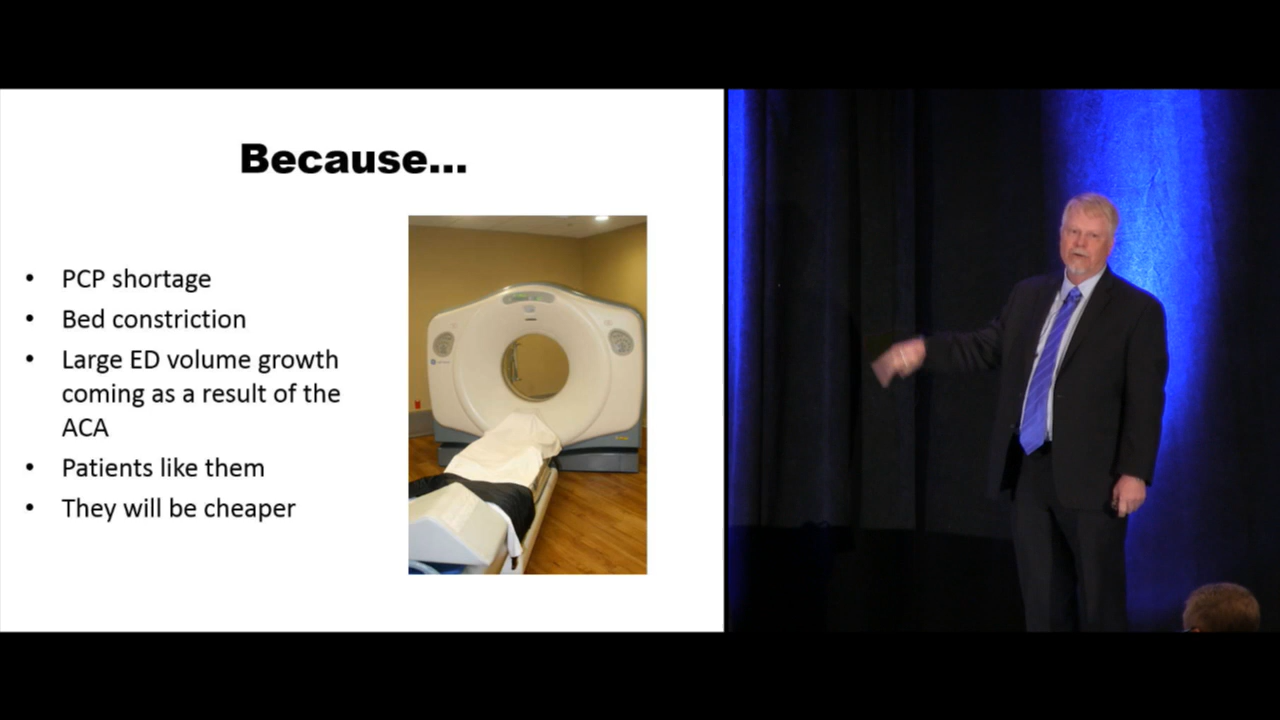 Because...
• PCP shortage
• Bed constriction
• Large ED volume growth
coming as a result of the
ACA
• Patients like them
• They will be cheaper